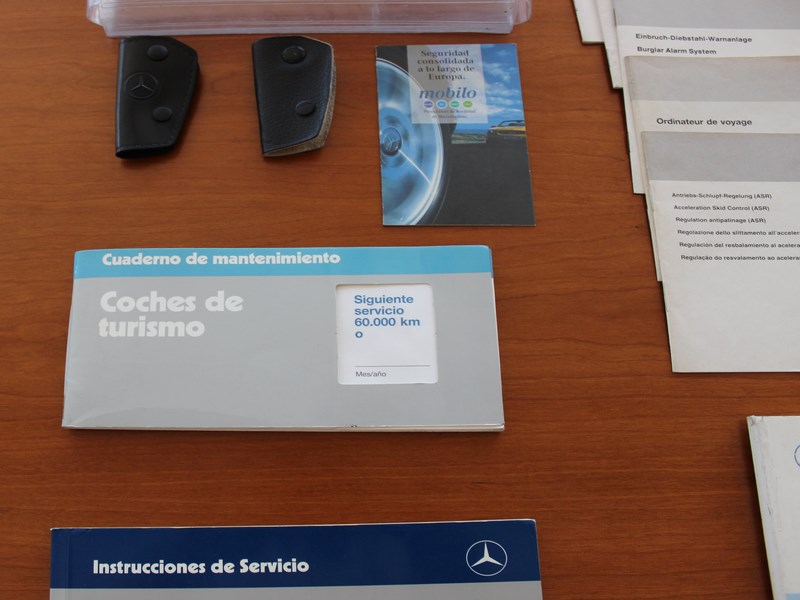 Seguridad
consolidada
a lo largo de
Europa.
mobilo
Einbruch-Diebstahl-Warnanlage
Burglar Alarm System
Ordinateur de voyage
Antriebs-Schlupf-Regelung (ASR)
Acceleration Skid Control (ASR)
Régulation antipatinage (ASR)
Regolazione dello slittamento all'acceler
Regulación del resbalamiento al acelera
Regulação do resvalamento ao acelera
Cuaderno de mantenimiento
Coches de
turismo
Siguiente
servicio
60.000 km
o
Mes/año
Instrucciones de Servicio